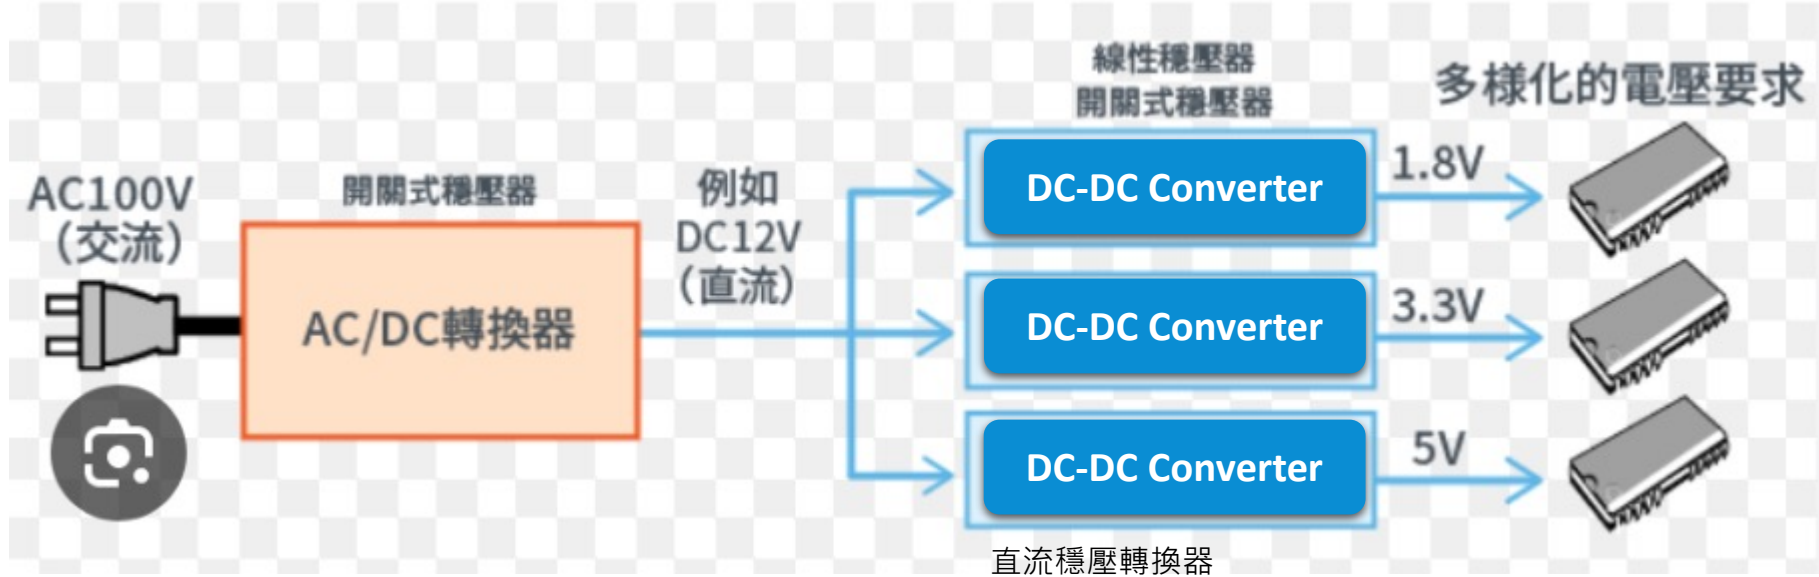 AC100V
（交流）
開關式穩壓器
AC/DC轉換器
例如
DC12V
（直流）
線性穩壓器
開關式穩壓器
DC-DC Converter
DC-DC Converter
DC-DC Converter
直流穩壓轉換器
多樣化的電壓要求
1.8V
3.3V
5V